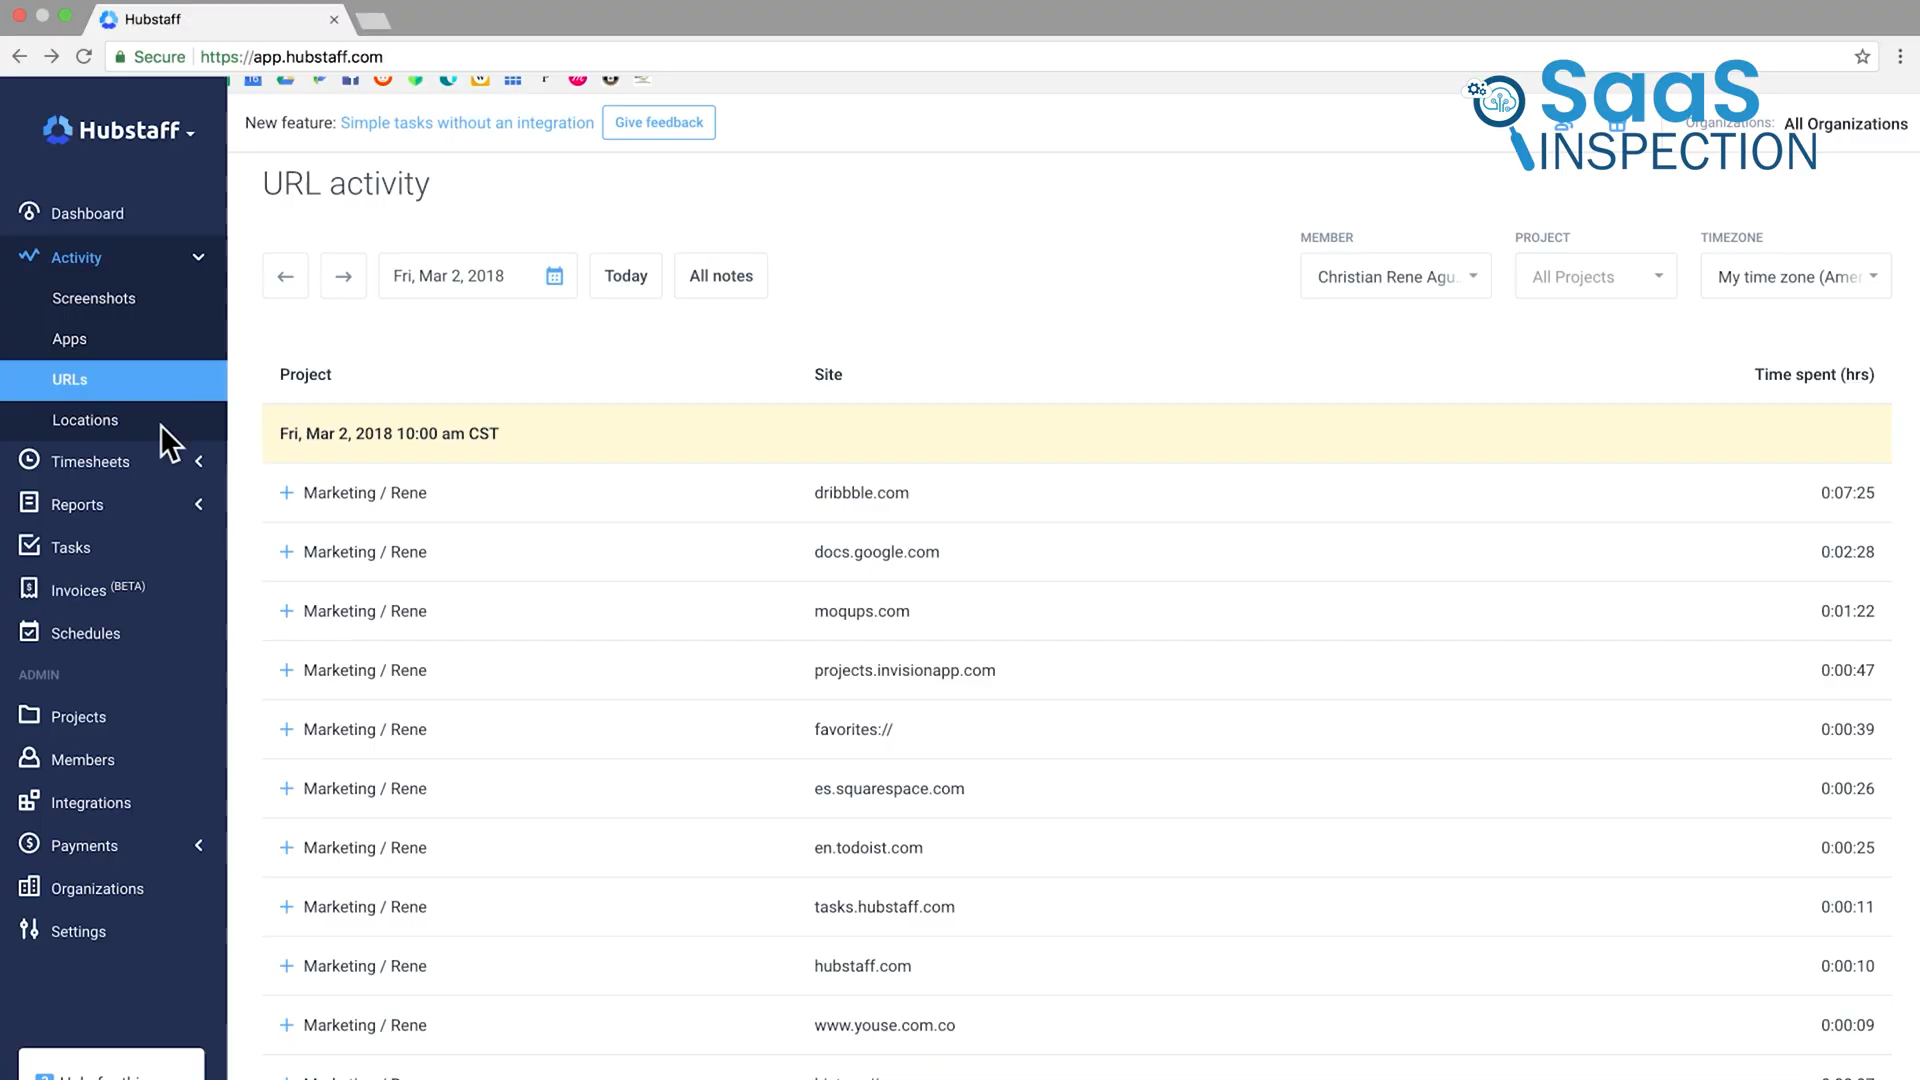 Hubstaff
Secure
https://app.hubstaff.com
Hubstaff
New feature: Simple tasks without an integration
Give feedback
Organizations:
All Organizations
SaaS
INSPECTION
Dashboard
Activity
Screenshots
Apps
URLs
Locations
Timesheets
Reports
Tasks
Invoices (BETA)
Schedules
ADMIN
Projects
Members
Integrations
Payments
Organizations
Settings
URL activity
Fri, Mar 2, 2018
Today
All notes
MEMBER
Christian Rene Agu..
PROJECT
All Projects
TIMEZONE
My time zone (Amer
Project Site Time spent (hrs)
Fri, Mar 2, 2018 10:00 am CST
+ Marketing / Rene dribbble.com 0:07:25
+ Marketing / Rene docs.google.com 0:02:28
+ Marketing / Rene moqups.com 0:01:22
+ Marketing / Rene projects.invisionapp.com 0:00:47
+ Marketing / Rene favorites:// 0:00:39
+ Marketing / Rene es.squarespace.com 0:00:26
+ Marketing / Rene en.todoist.com 0:00:25
+ Marketing / Rene tasks.hubstaff.com 0:00:11
+ Marketing / Rene hubstaff.com 0:00:10
+ Marketing / Rene www.youse.com.co 0:00:09